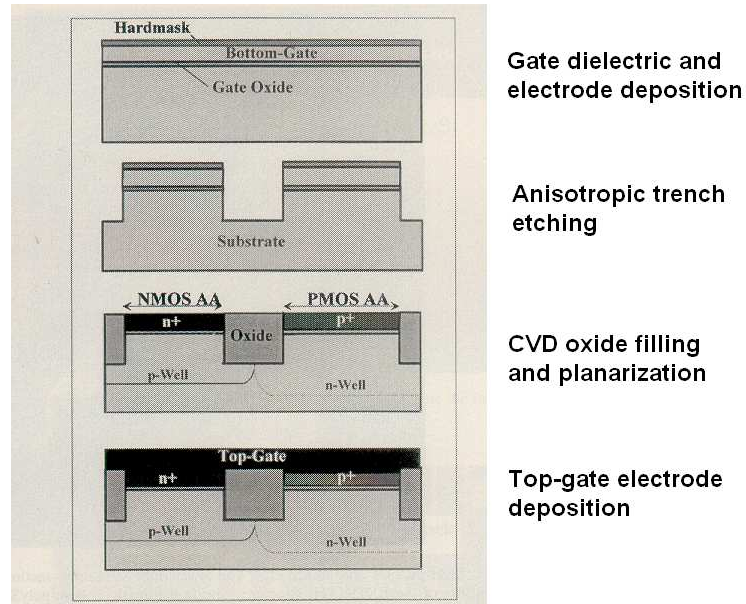 Hardmask
Bottom-Gate
Gate Oxide
Gate dielectric and
electrode deposition
Substrate
Anisotropic trench
etching
NMOS AA
PMOS AA
n+
p+
Oxide
p-Well
n-Well
CVD oxide filling
and planarization
Top-Gate
n+
p+
p-Well
n-Well
Top-gate electrode
deposition